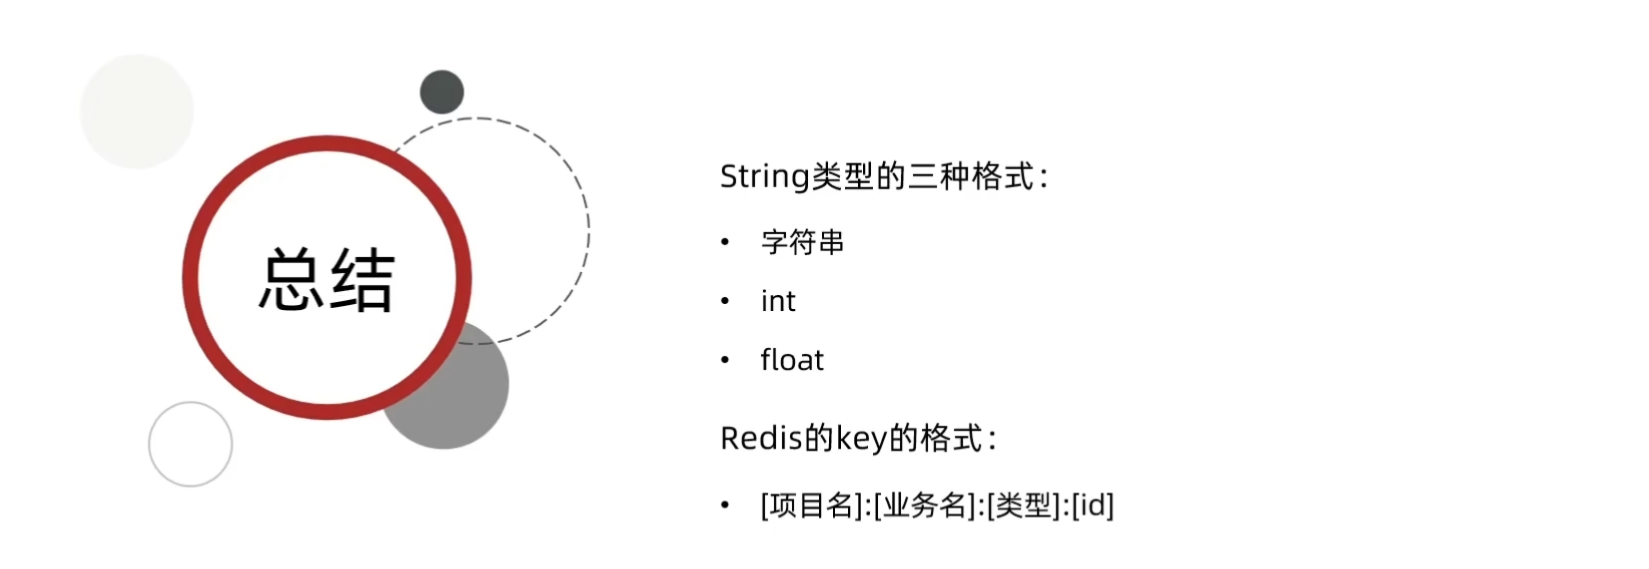 总结
String类型的三种格式：
• 字符串
• int
• float
Redis的key的格式：
• [项目名]:[业务名]:[类型]:[id]